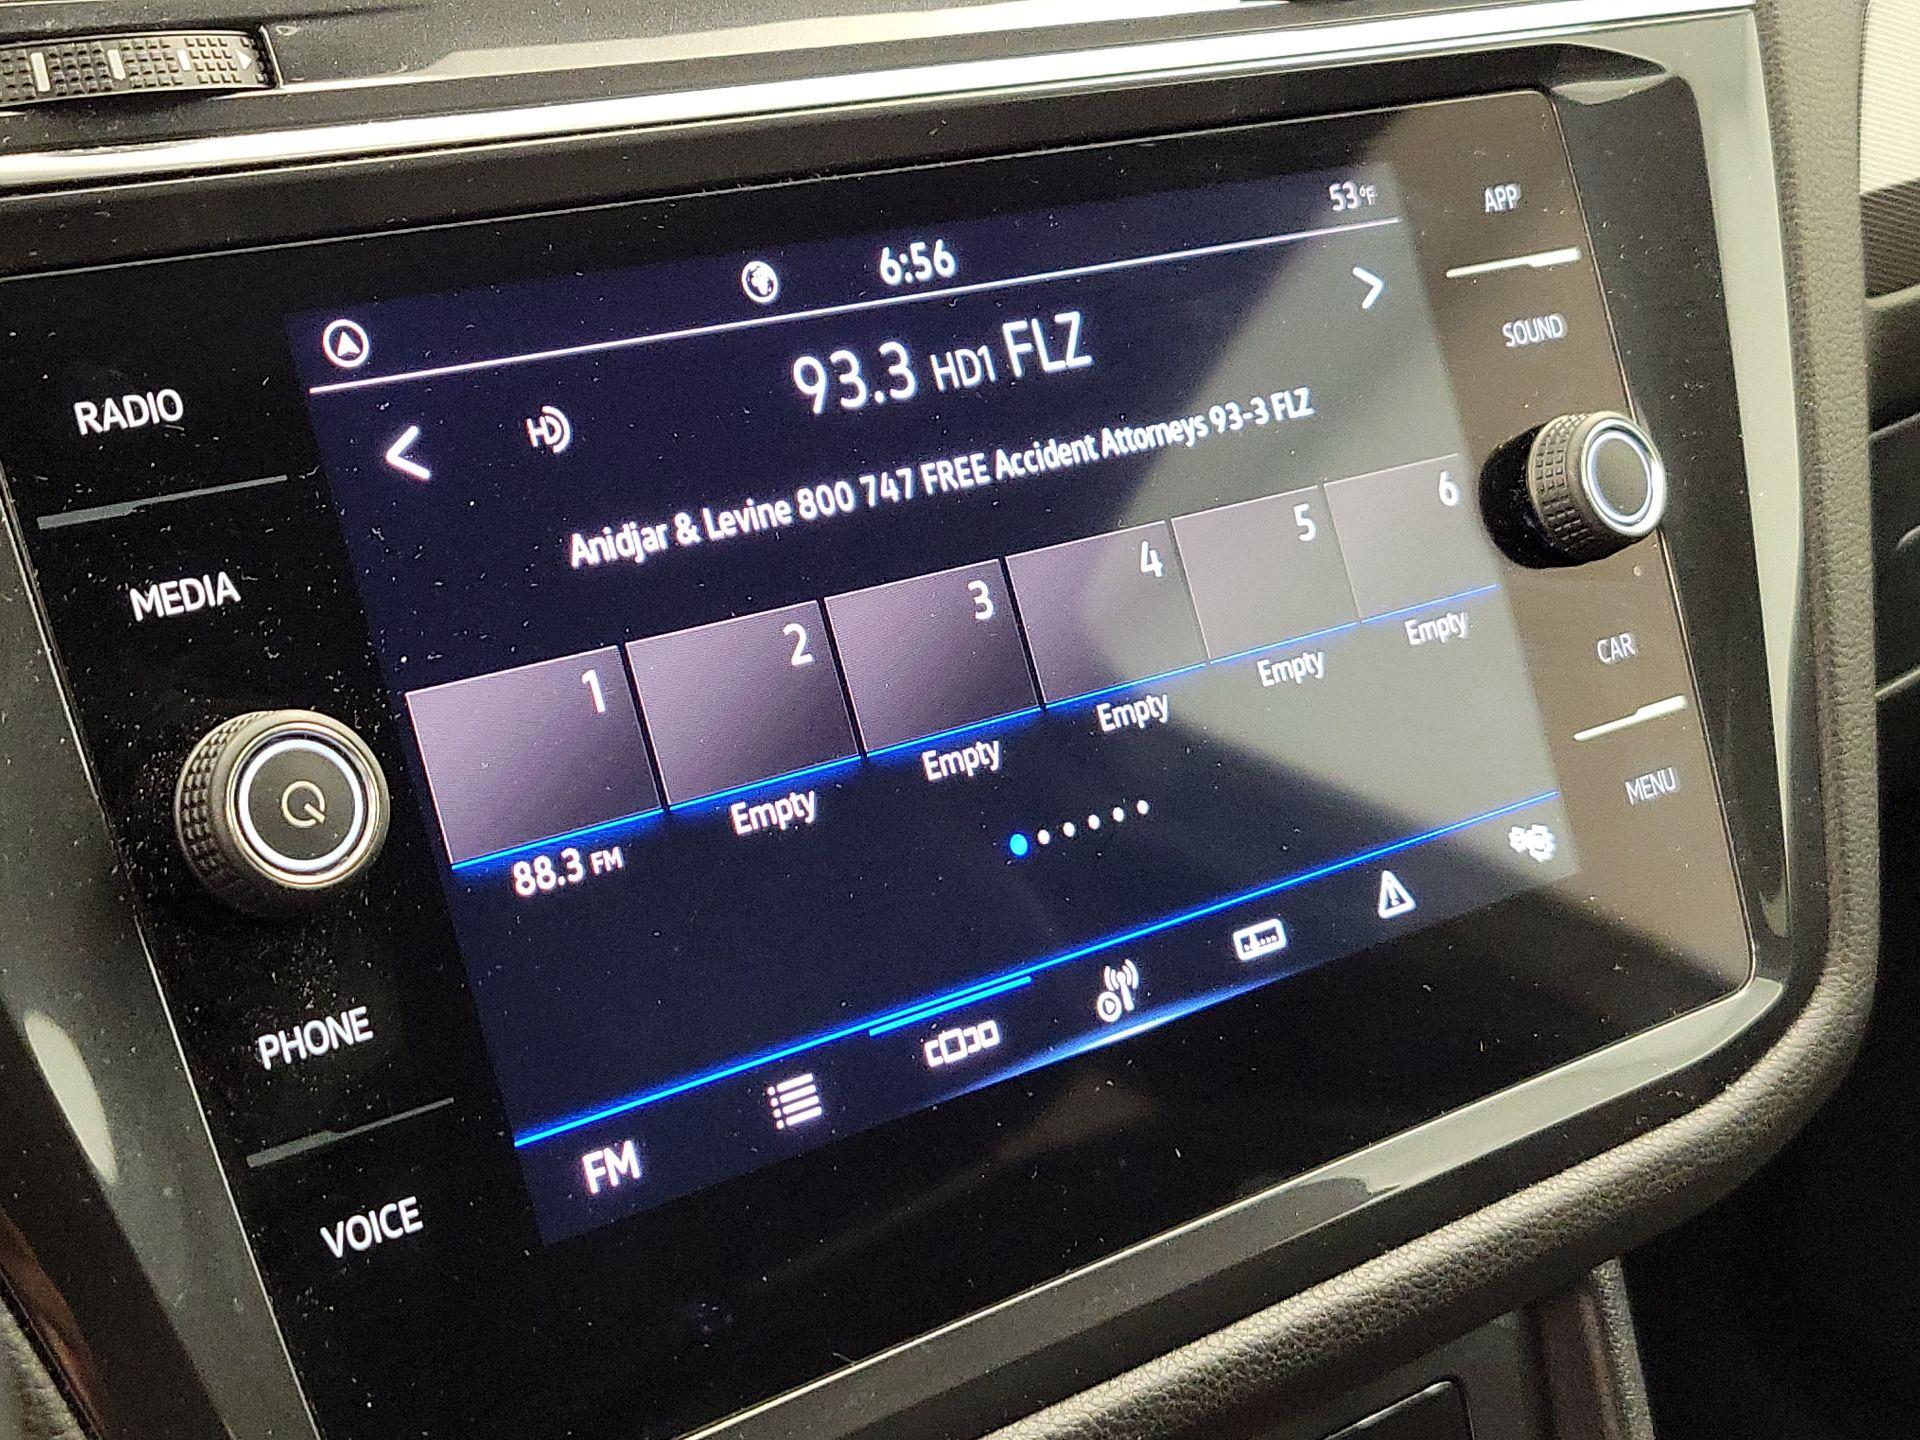 53°F
6:56
93.3 HD1 FLZ
HD
Anidjar & Levine 800 747 FREE Accident Attorneys 93-3 FLZ
1 2 3 4 5 6
88.3 FM Empty Empty Empty Empty Empty
FM
RADIO
MEDIA
PHONE
VOICE
APP
SOUND
CAR
MENU